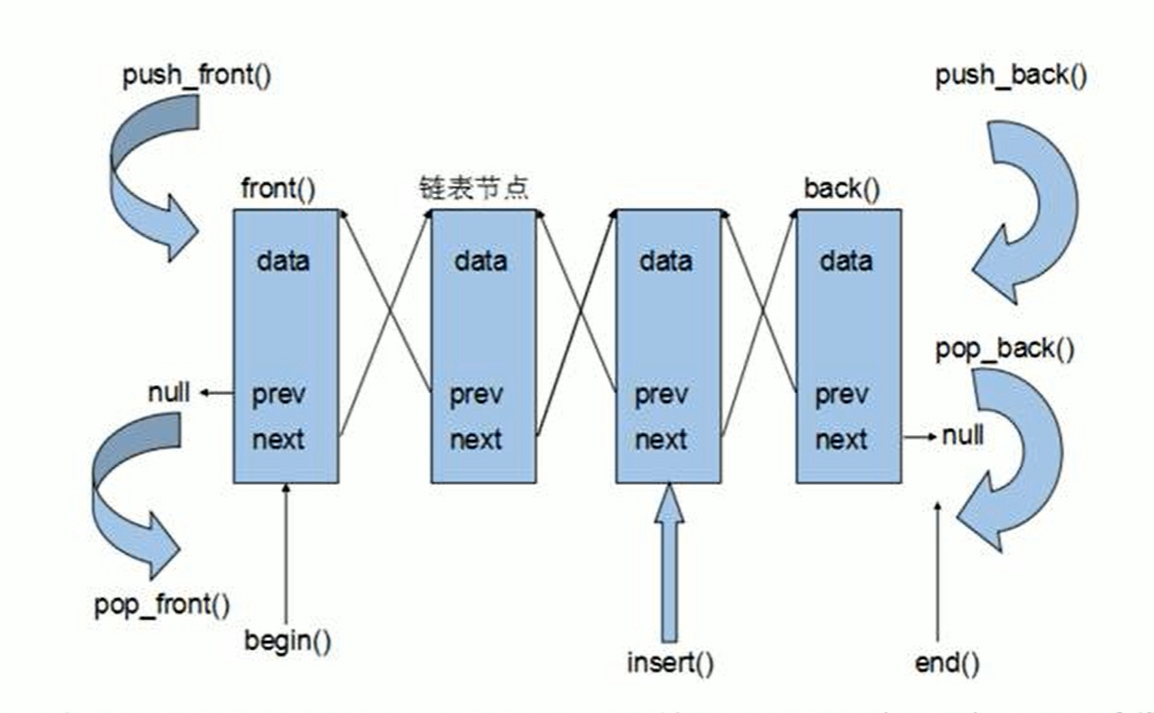 push_front()
push_back()
front()
链表节点
back()
data
data
data
data
pop_back()
null
prev
prev
prev
prev
next
next
next
next
null
pop_front()
begin()
insert()
end()